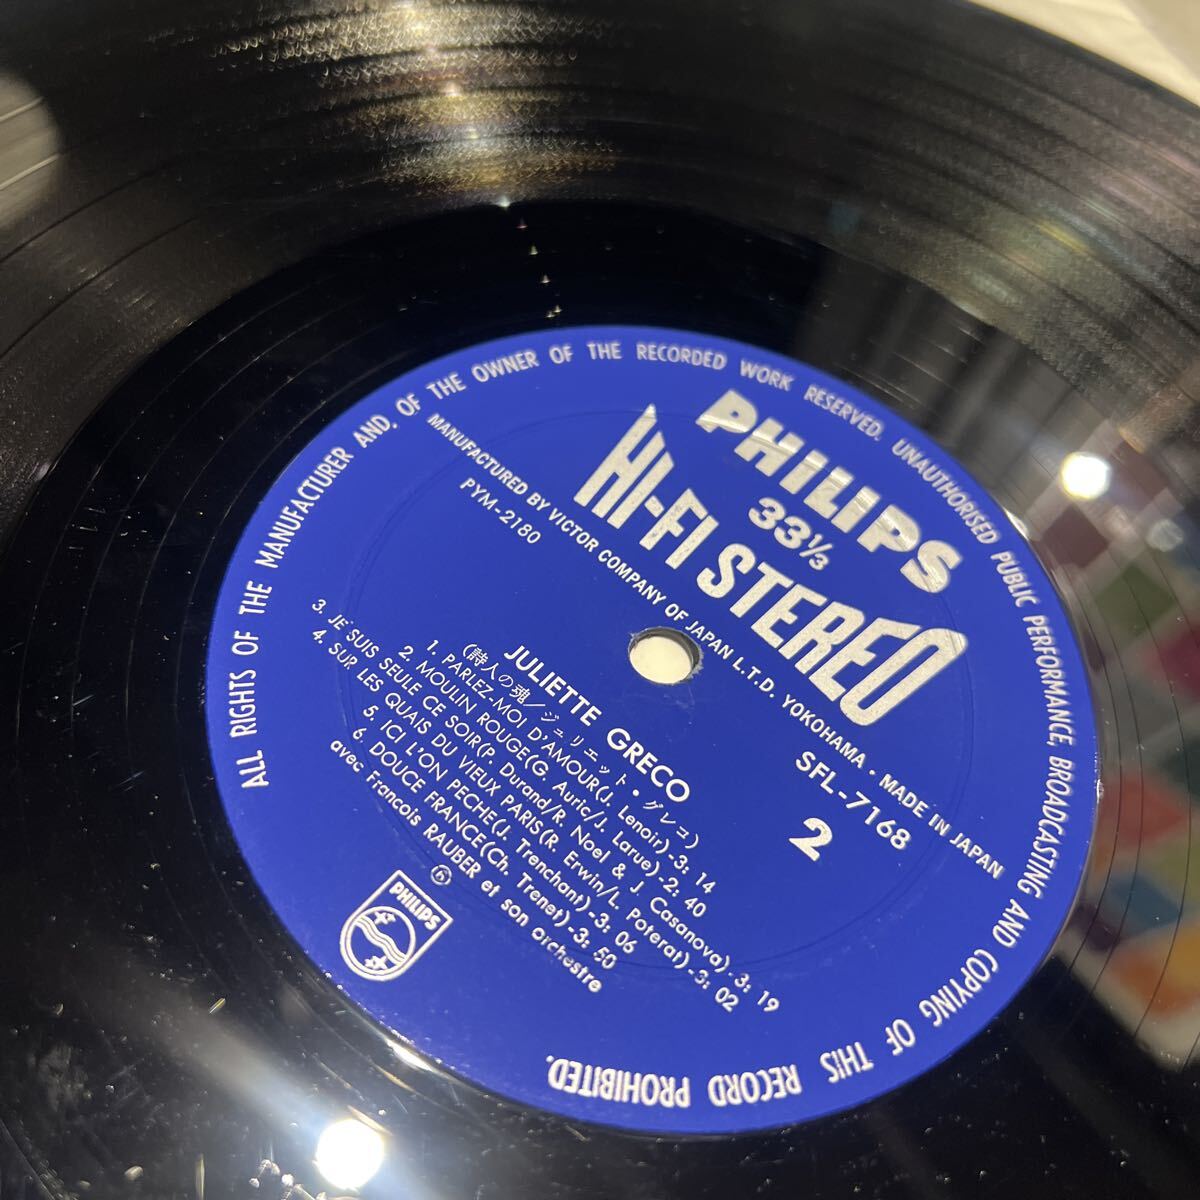 ALL RIGHTS OF THE MANUFACTURER AND. OF THE OWNER OF THE RECORDED WORK RESERVED. UNAUTHORISED PUBLIC PERFORMANCE, BROADCASTING AND COPYING OF THIS RECORD PROHIBITED.
PHILIPS
33⅓
HI-FI STEREO
MANUFACTURED BY VICTOR COMPANY OF JAPAN L.T.D. YOKOHAMA · MADE IN JAPAN
PYM-2180
SFL-7168
2
JULIETTE GRECO
(詩人の魂/ジュリエット・グレコ)
1. PARLEZ-MOI D'AMOUR(J. Lenoir)-3: 14
2. MOULIN ROUGE(G. Auric/J. Larue)-2: 40
3. JE SUIS SEULE CE SOIR(P. Durand/R. Noel & J. Casanova)-3: 19
4. SUR LES QUAIS DU VIEUX PARIS(R. Erwin/L. Poterat)-3: 02
5. ICI L'ON PECHE(J. Trenchant)-3: 06
6. DOUCE FRANCE(Ch. Trenet)-3: 50
avec Francois RAUBER et son orchestre
PHILIPS